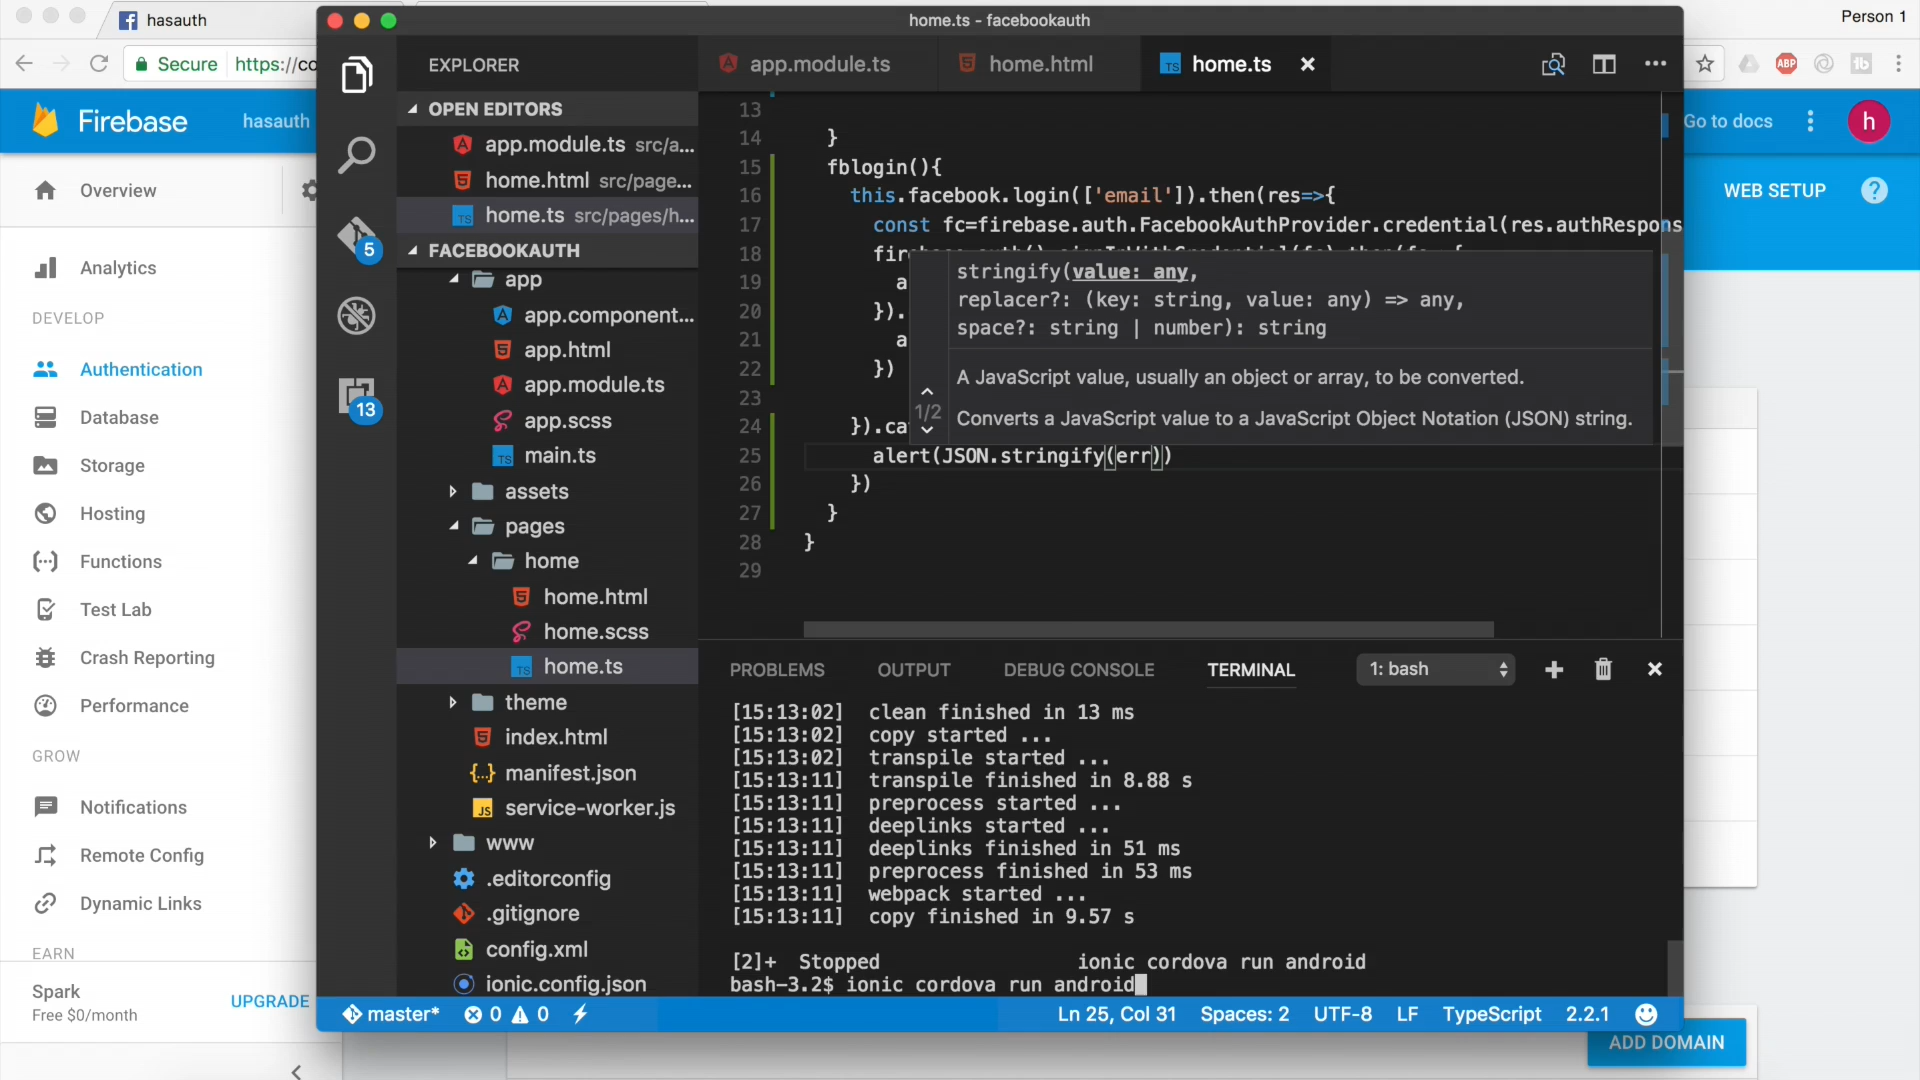 hasauth
home.ts - facebookauth
Person 1
Secure
https://co
EXPLORER
app.module.ts
home.html
TS home.ts
ABP
Firebase
hasauth
Go to docs
h
OPEN EDITORS
app.module.ts src/a...
home.html src/page...
TS home.ts src/pages/h...
5
FACEBOOKAUTH
app
app.component...
app.html
app.module.ts
13
app.scss
TS main.ts
assets
pages
home
home.html
home.scss
TS home.ts
theme
index.html
{..} manifest.json
JS service-worker.js
www
.editorconfig
.gitignore
config.xml
ionic.config.json
Overview
Analytics
DEVELOP
Authentication
Database
Storage
Hosting
Functions
Test Lab
Crash Reporting
Performance
GROW
Notifications
Remote Config
Dynamic Links
EARN
Spark
Free $0/month
UPGRADE
WEB SETUP
?
13
14 }
15 fblogin(){
16 this.facebook.login(['email']).then(res=>{
17 const fc=firebase.auth.FacebookAuthProvider.credential(res.authRespons
18 fir
19 a
20 }).
21 a
22 })
23
24 }).ca
25 alert(JSON.stringify(err))
26 })
27 }
28 }
29
stringify(value: any,
replacer?: (key: string, value: any) => any,
space?: string | number): string
1/2
A JavaScript value, usually an object or array, to be converted.
Converts a JavaScript value to a JavaScript Object Notation (JSON) string.
PROBLEMS
OUTPUT
DEBUG CONSOLE
TERMINAL
1: bash
[15:13:02] clean finished in 13 ms
[15:13:02] copy started ...
[15:13:02] transpile started ...
[15:13:11] transpile finished in 8.88 s
[15:13:11] preprocess started ...
[15:13:11] deeplinks started ...
[15:13:11] deeplinks finished in 51 ms
[15:13:11] preprocess finished in 53 ms
[15:13:11] webpack started ...
[15:13:11] copy finished in 9.57 s
[2]+ Stopped ionic cordova run android
bash-3.2$ ionic cordova run android
master*
0
0
Ln 25, Col 31
Spaces: 2
UTF-8
LF
TypeScript
2.2.1
ADD DOMAIN